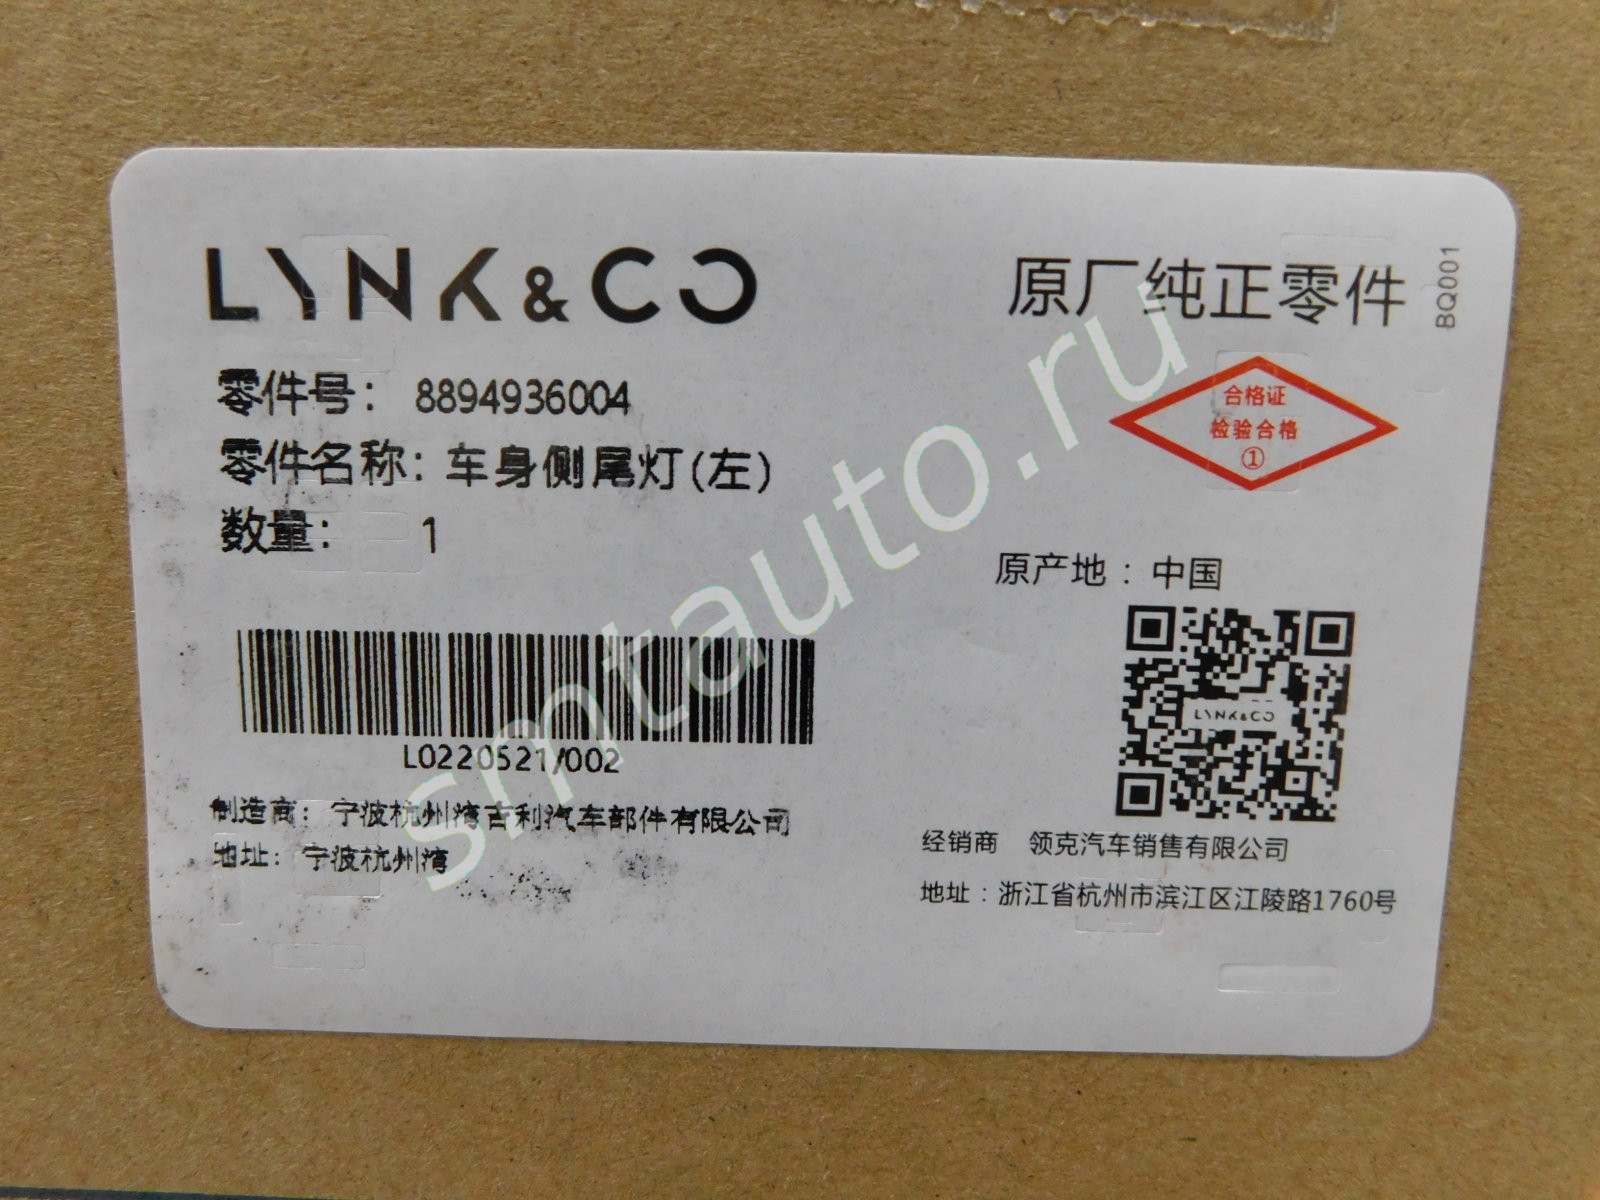 LYNK&CO
原厂纯正零件
BQ001
零件号： 8894936004
零件名称：车身侧尾灯(左)
数量： 1
合格证
检验合格
①
原产地：中国
LYNK&CO
L0220521/002
制造商：宁波杭州湾吉利汽车部件有限公司
地址：宁波杭州湾
经销商 领克汽车销售有限公司
地址：浙江省杭州市滨江区江陵路1760号
smtauto.ru